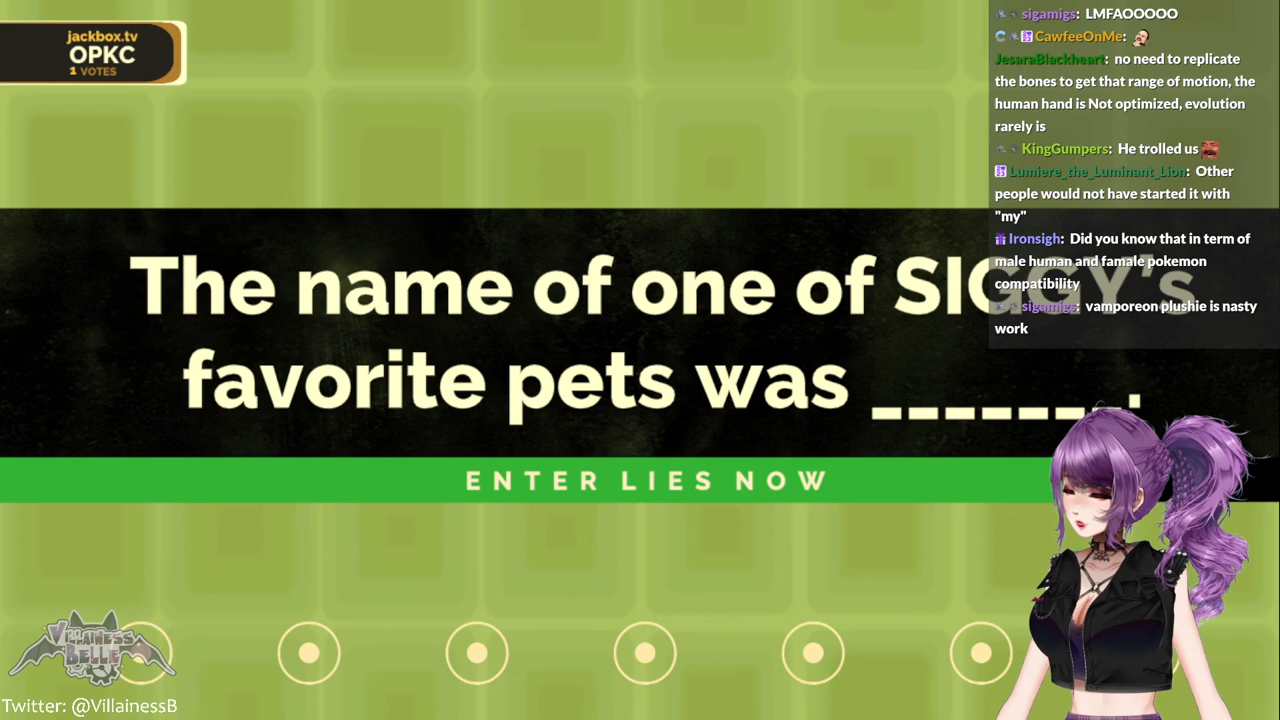 jackbox.tv
OPKC
1 VOTES
sigamigs: LMFAOOOOO
CawfeeOnMe:
JesaraBlackheart: no need to replicate
the bones to get that range of motion, the
human hand is Not optimized, evolution
rarely is
KingGumpers: He trolled us
Lumiere_the_Luminant_Lion: Other
people would not have started it with
"my"
Ironsigh: Did you know that in term of
male human and famale pokemon
compatibility
sigamigs: vamporeon plushie is nasty
work
The name of one of SIGGY's
favorite pets was _______.
ENTER LIES NOW
VILLAINESS
BELLE
Twitter: @VillainessB